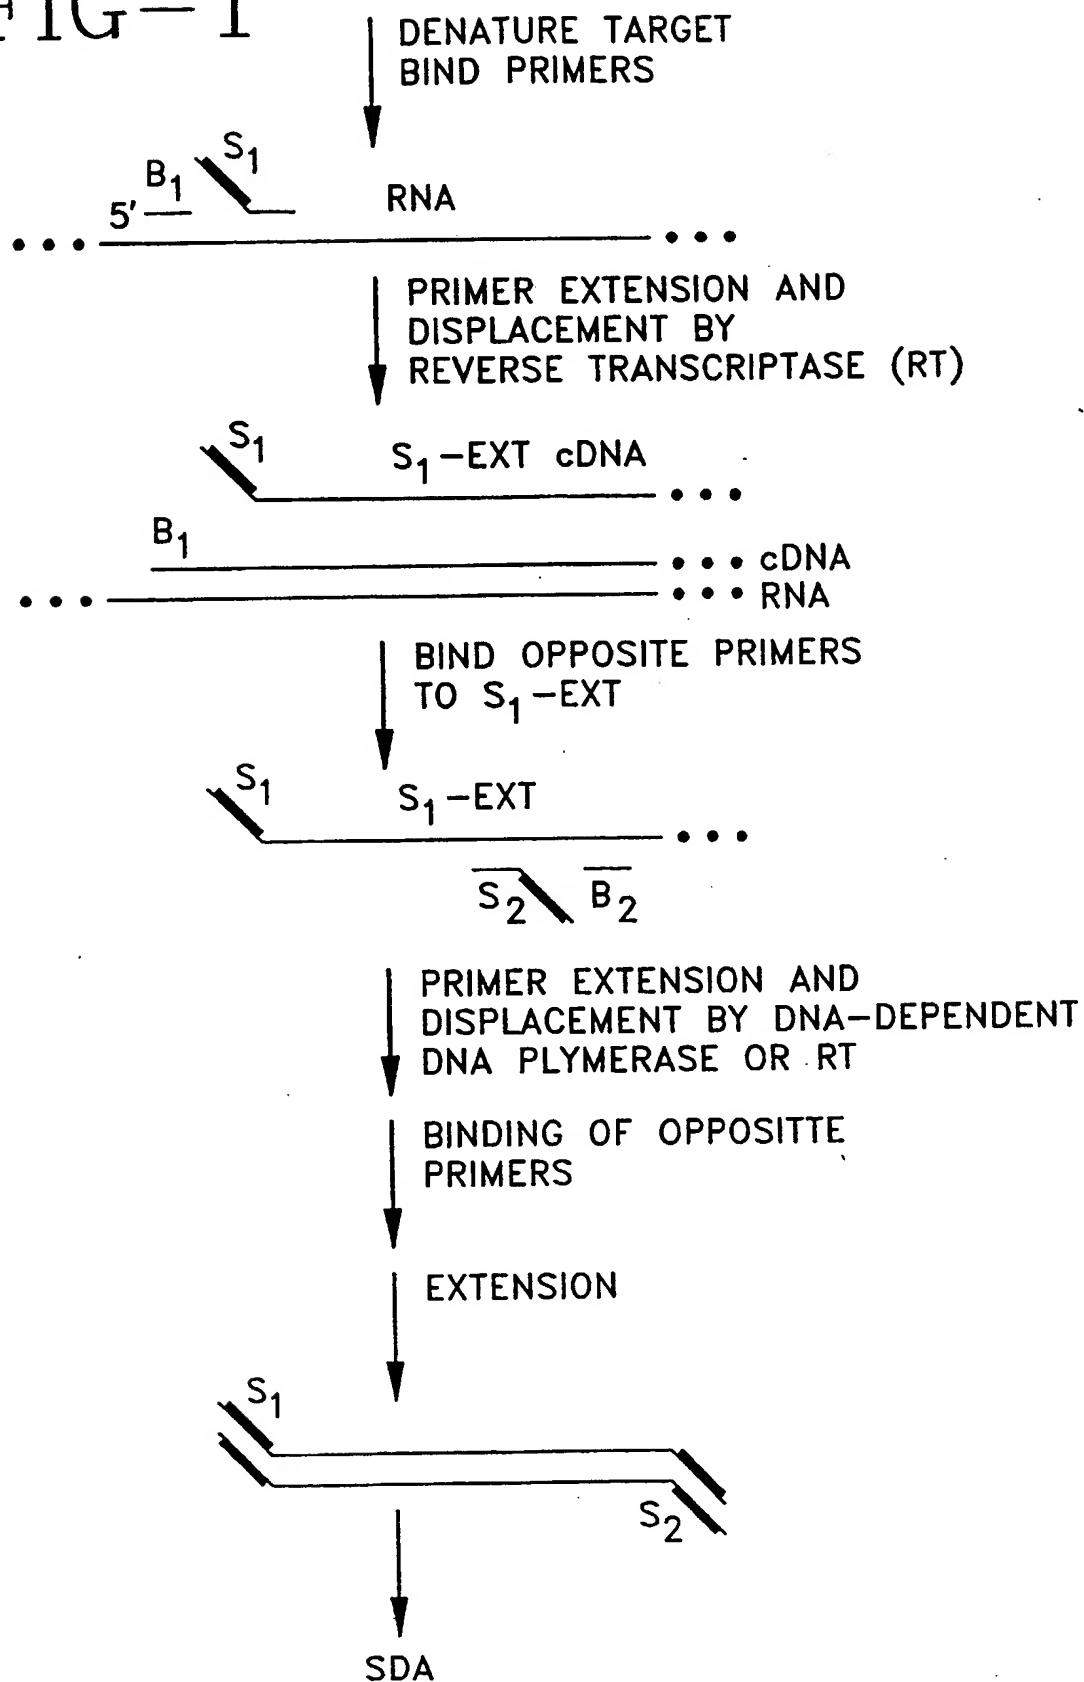 FIG-1
DENATURE TARGET
BIND PRIMERS
S1
B1
5'
RNA
PRIMER EXTENSION AND
DISPLACEMENT BY
REVERSE TRANSCRIPTASE (RT)
S1
S1-EXT cDNA
B1
cDNA
RNA
BIND OPPOSITE PRIMERS
TO S1-EXT
S1
S1-EXT
S2
B2
PRIMER EXTENSION AND
DISPLACEMENT BY DNA-DEPENDENT
DNA PLYMERASE OR RT
BINDING OF OPPOSITTE
PRIMERS
EXTENSION
S1
S2
SDA